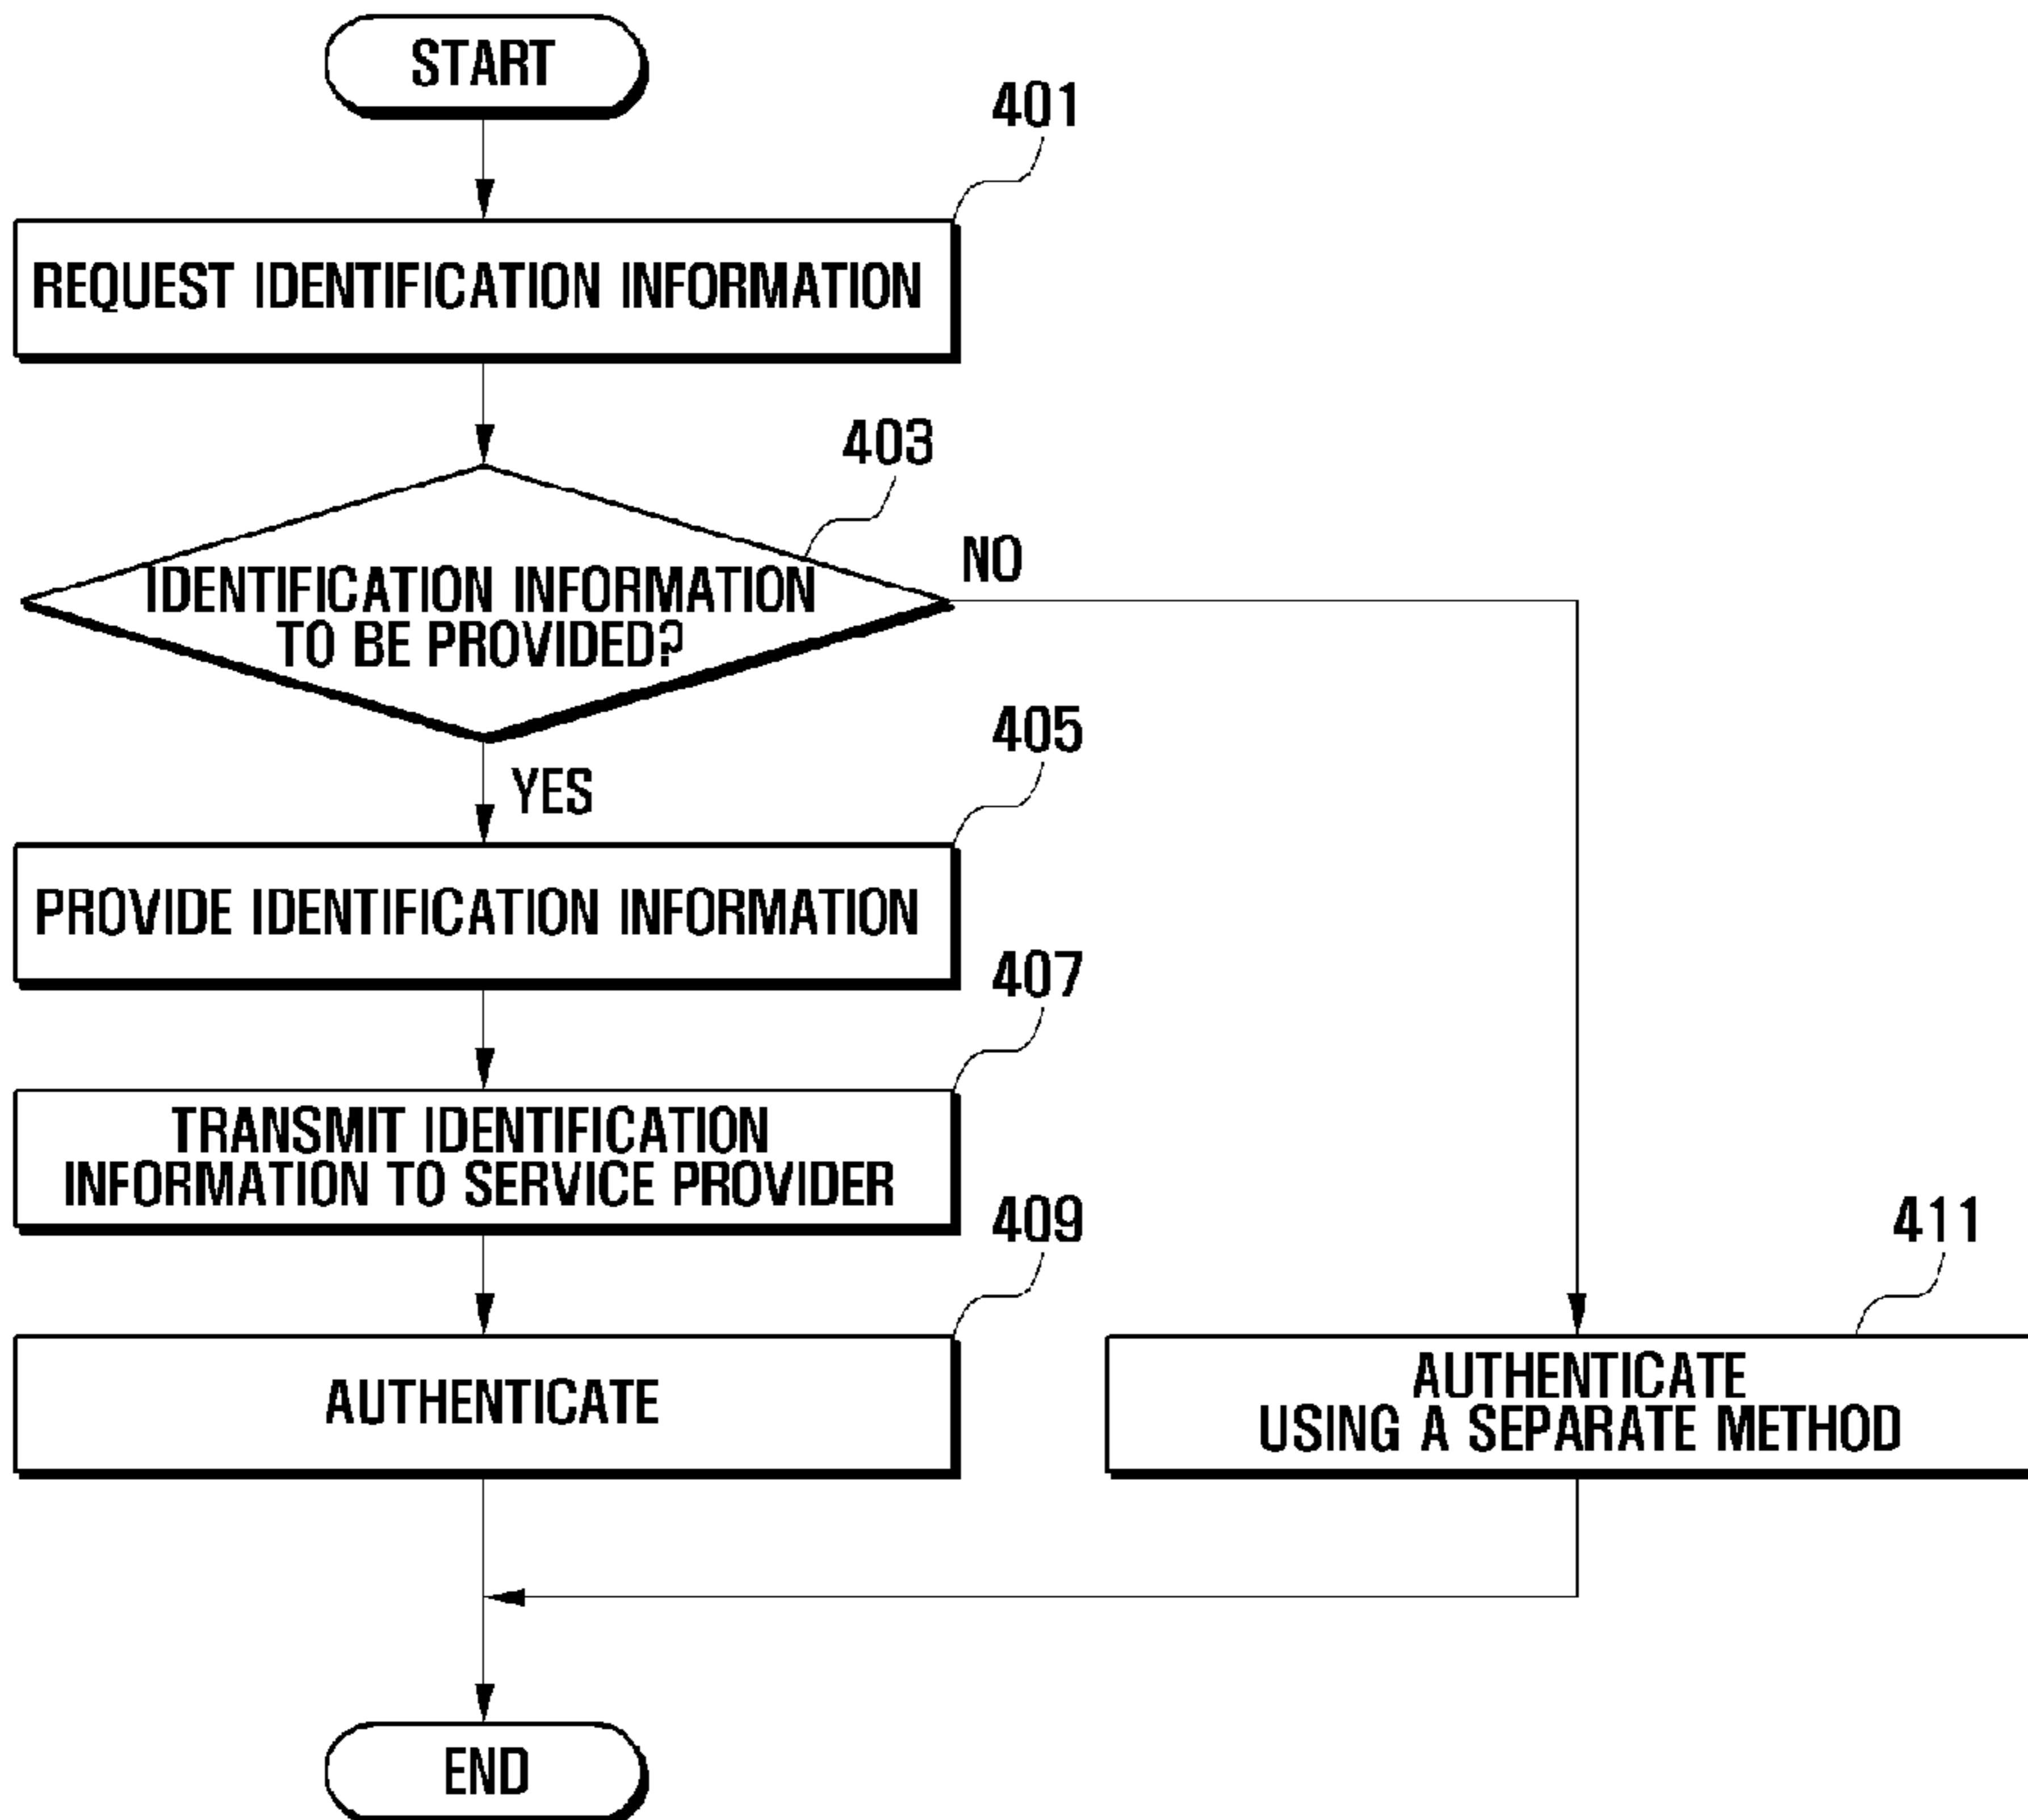 START
401
REQUEST IDENTIFICATION INFORMATION
403
NO
IDENTIFICATION INFORMATION
TO BE PROVIDED?
405
YES
PROVIDE IDENTIFICATION INFORMATION
407
TRANSMIT IDENTIFICATION
INFORMATION TO SERVICE PROVIDER
409
411
AUTHENTICATE
AUTHENTICATE
USING A SEPARATE METHOD
END